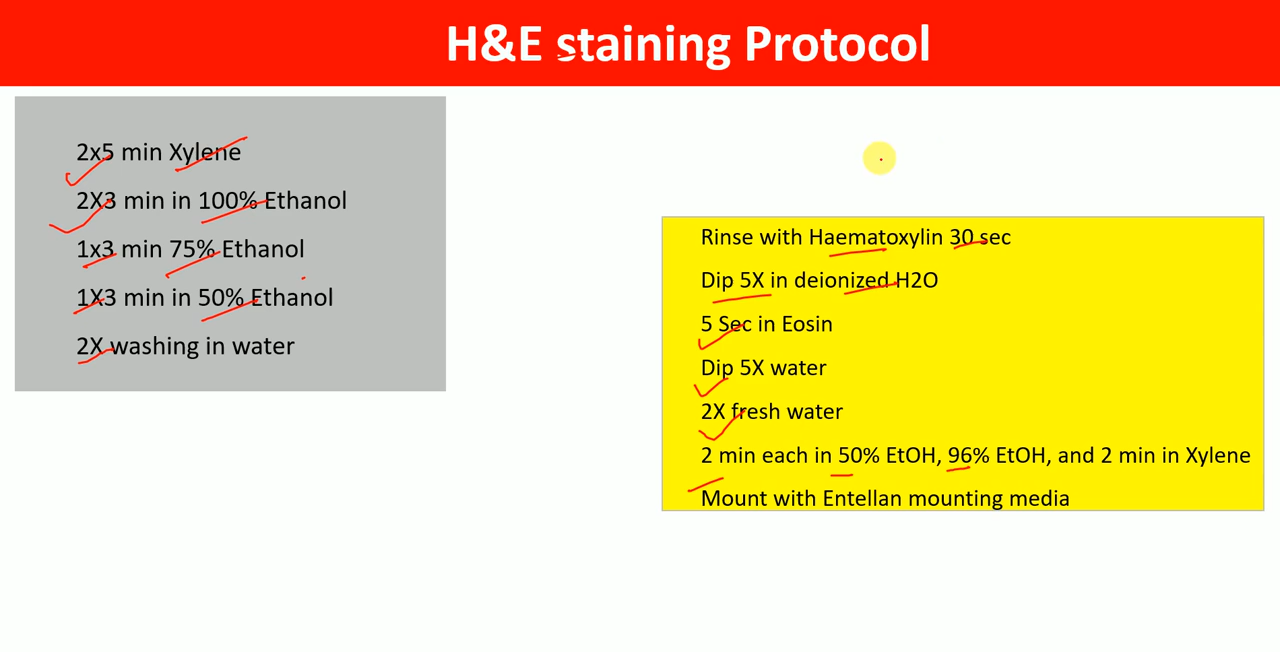 H&E staining Protocol
2x5 min Xylene
2X3 min in 100% Ethanol
1x3 min 75% Ethanol
1X3 min in 50% Ethanol
2X washing in water
Rinse with Haematoxylin 30 sec
Dip 5X in deionized H2O
5 Sec in Eosin
Dip 5X water
2X fresh water
2 min each in 50% EtOH, 96% EtOH, and 2 min in Xylene
Mount with Entellan mounting media